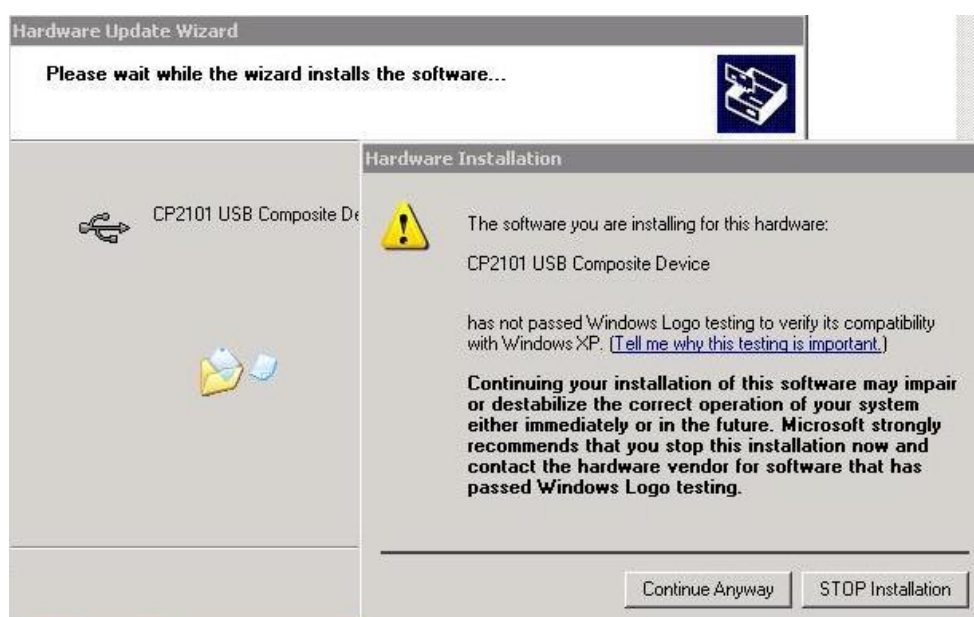 Hardware Update Wizard
Please wait while the wizard installs the software...
Hardware Installation
CP2101 USB Composite De
The software you are installing for this hardware:
CP2101 USB Composite Device
has not passed Windows Logo testing to verify its compatibility
with Windows XP. (Tell me why this testing is important.)
Continuing your installation of this software may impair
or destabilize the correct operation of your system
either immediately or in the future. Microsoft strongly
recommends that you stop this installation now and
contact the hardware vendor for software that has
passed Windows Logo testing.
Continue Anyway
STOP Installation